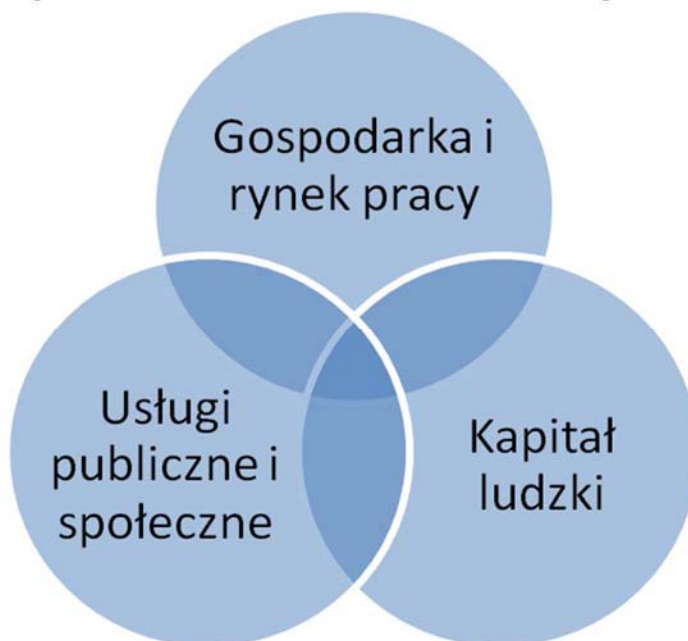 Gospodarka i
rynek pracy
Usługi
publiczne i
społeczne
Kapitał
ludzki